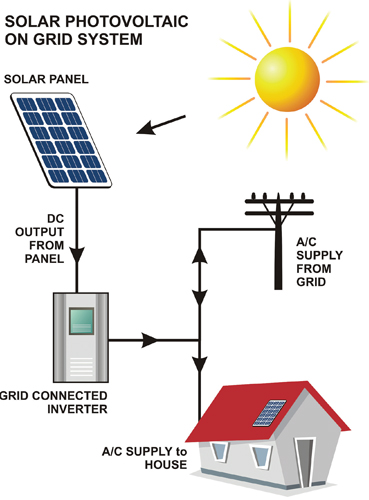 SOLAR PHOTOVOLTAIC
ON GRID SYSTEM
SOLAR PANEL
DC
OUTPUT
FROM
PANEL
A/C
SUPPLY
FROM
GRID
GRID CONNECTED
INVERTER
A/C SUPPLY to
HOUSE